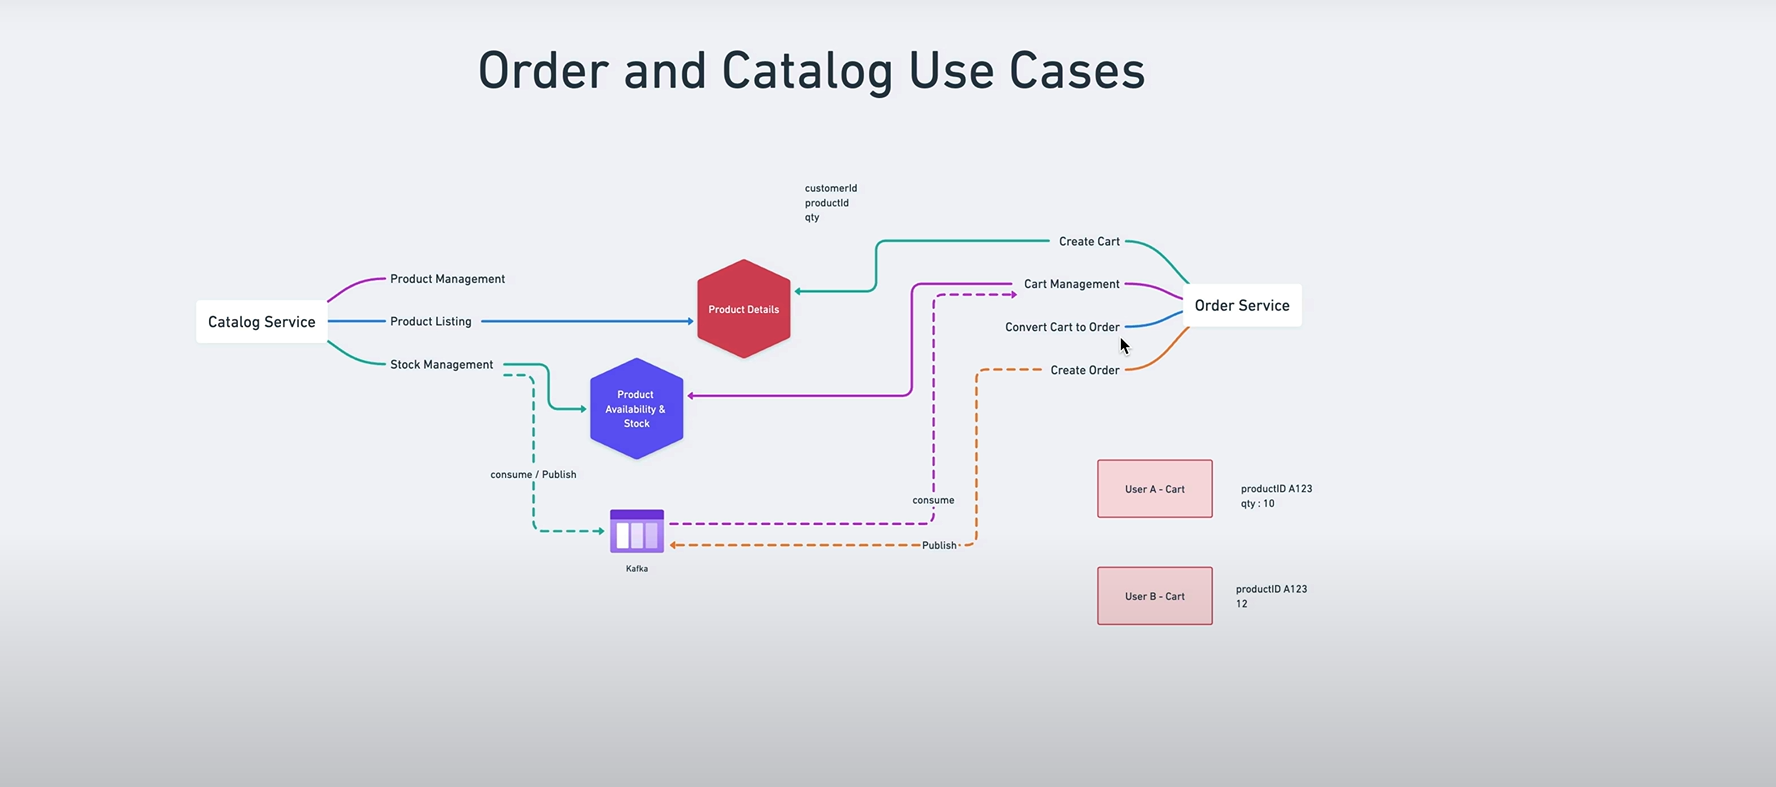 Order and Catalog Use Cases
customerId
productId
qty
Create Cart
Product Management
Cart Management
Product Details
Order Service
Catalog Service
Product Listing
Convert Cart to Order
Stock Management
Create Order
Product
Availability &
Stock
consume / Publish
User A - Cart
productID A123
qty : 10
consume
Publish
Kafka
User B - Cart
productID A123
12